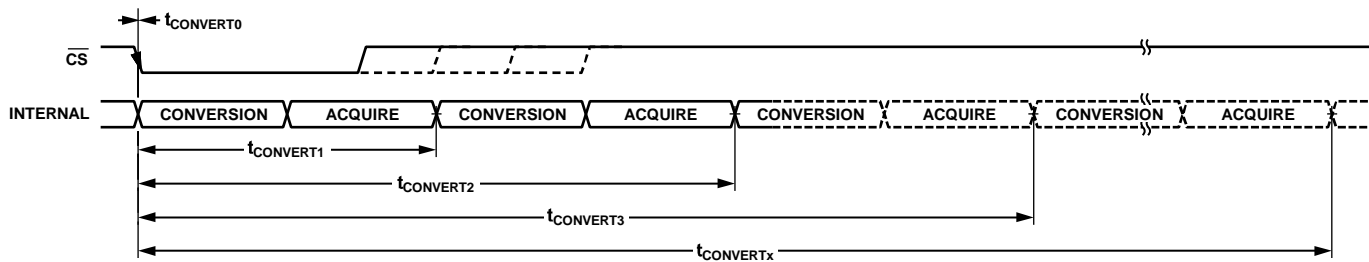 tCONVERT0
CS
INTERNAL CONVERSION ACQUIRE CONVERSION ACQUIRE CONVERSION ACQUIRE CONVERSION ACQUIRE
tCONVERT1
tCONVERT2
tCONVERT3
tCONVERTx